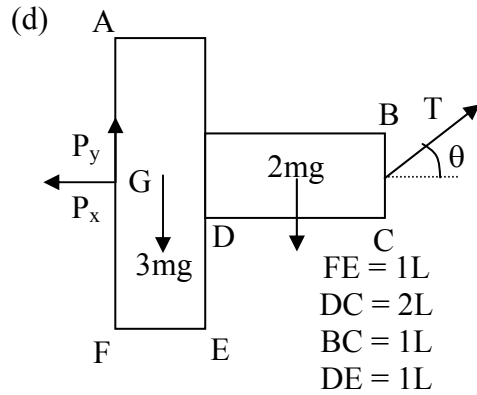 (d)
A
B
T
θ
P_y
G
2mg
P_x
D
C
3mg
FE = 1L
F
E
DC = 2L
BC = 1L
DE = 1L